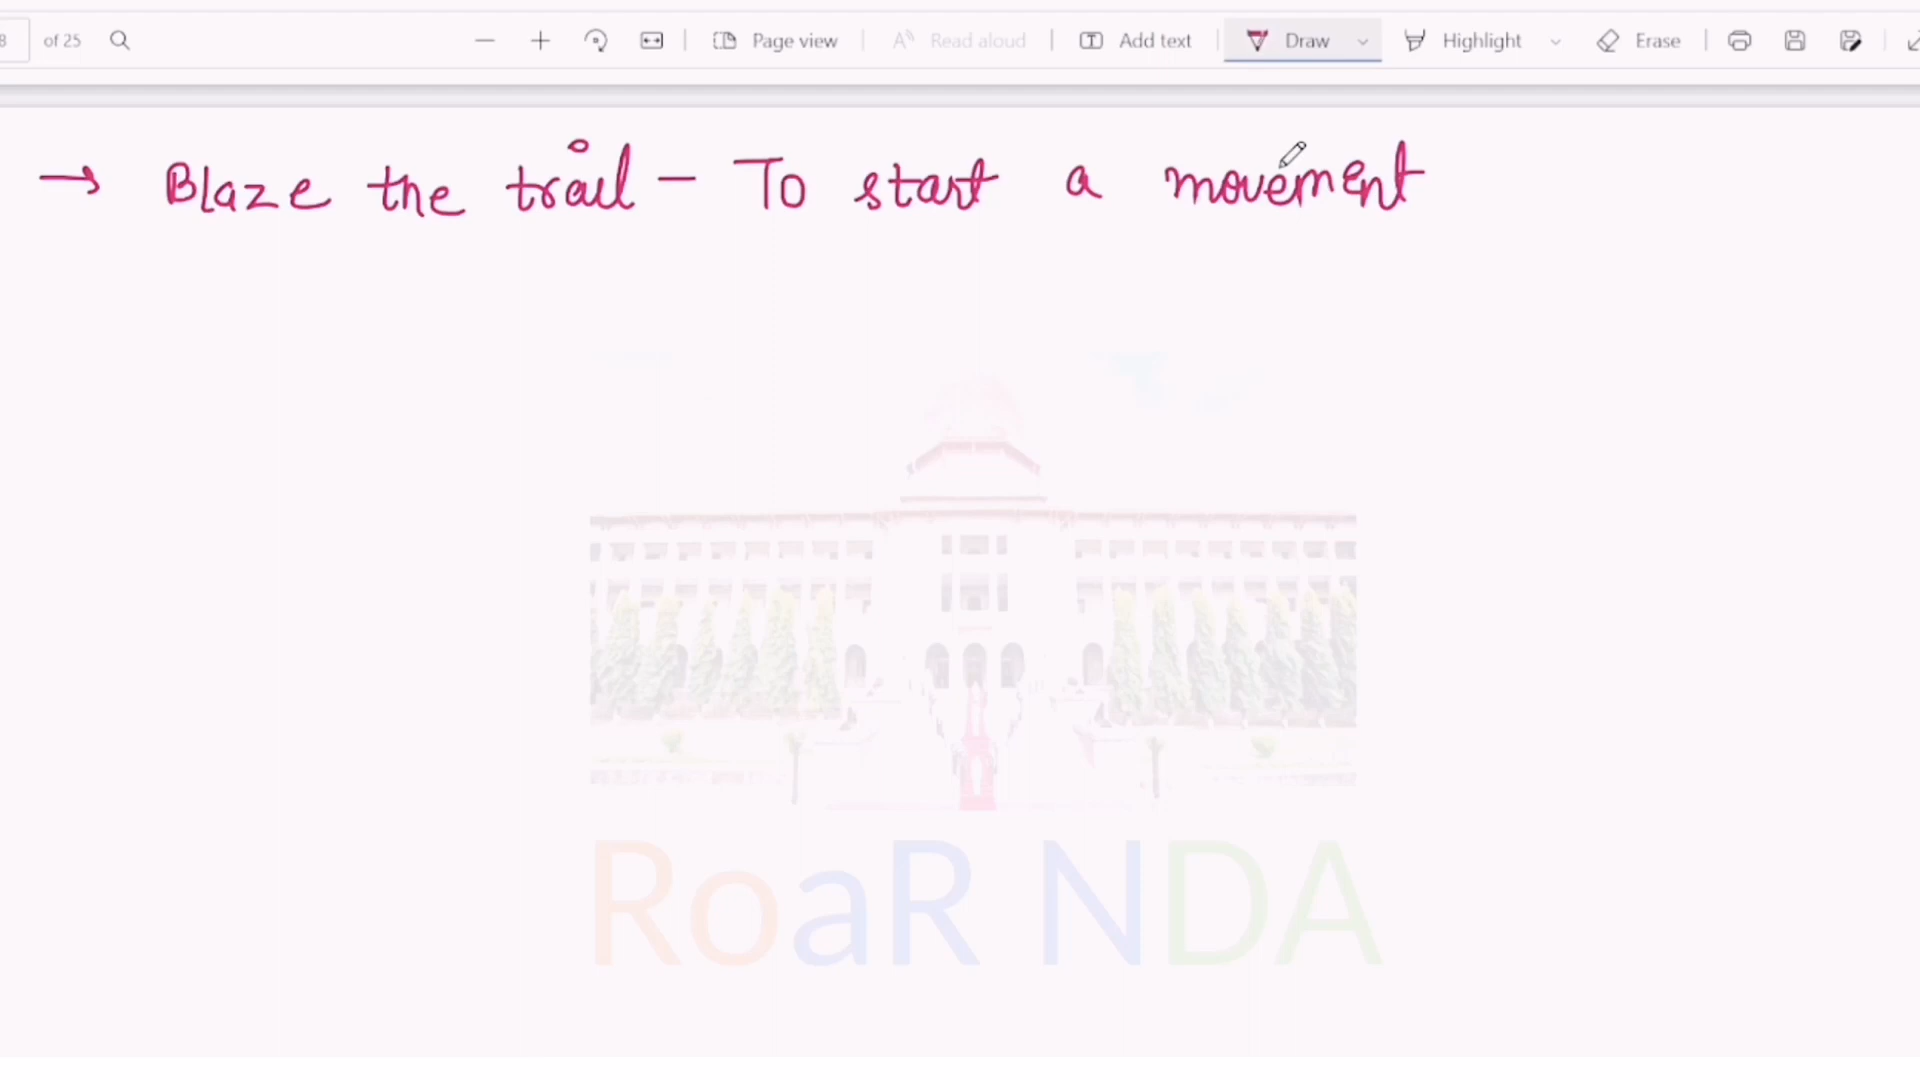 8 of 25 Page view Read aloud Add text Draw Highlight Erase
→ Blaze the trail - To start a movement
RoaR NDA